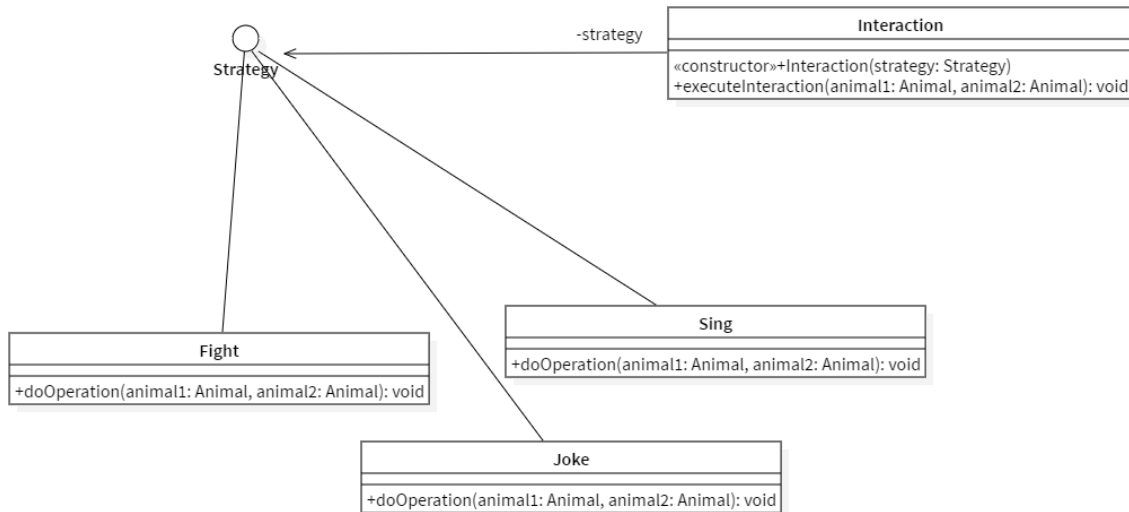 Interaction
-strategy
«constructor»+Interaction(strategy: Strategy)
+executeInteraction(animal1: Animal, animal2: Animal): void
Strategy
Sing
+doOperation(animal1: Animal, animal2: Animal): void
Fight
+doOperation(animal1: Animal, animal2: Animal): void
Joke
+doOperation(animal1: Animal, animal2: Animal): void